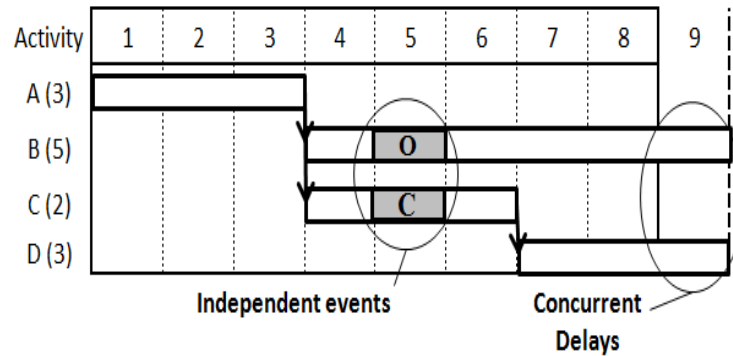 Activity 1 2 3 4 5 6 7 8 9
A (3)
B (5) O
C (2) C
D (3)
Independent events Concurrent
Delays